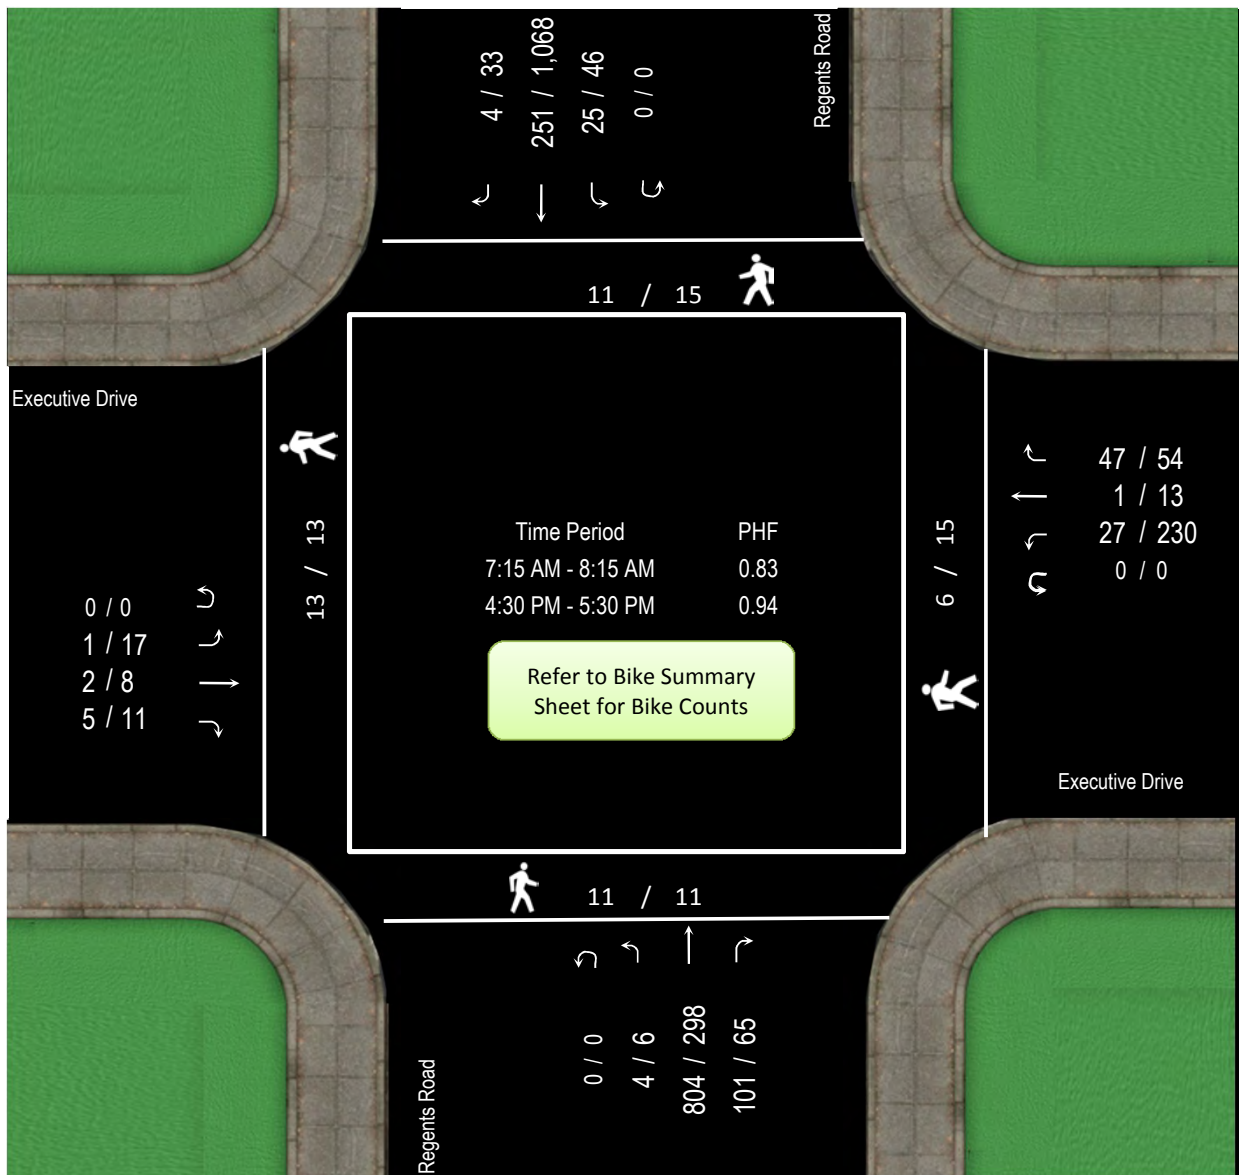 4 / 33
251 / 1,068
25 / 46
0 / 0
Regents Road
11 / 15
Executive Drive
13 / 13
0 / 0
1 / 17
2 / 8
5 / 11
Time Period PHF
7:15 AM - 8:15 AM 0.83
4:30 PM - 5:30 PM 0.94
Refer to Bike Summary
Sheet for Bike Counts
6 / 15
47 / 54
1 / 13
27 / 230
0 / 0
Executive Drive
11 / 11
Regents Road
0 / 0
4 / 6
804 / 298
101 / 65